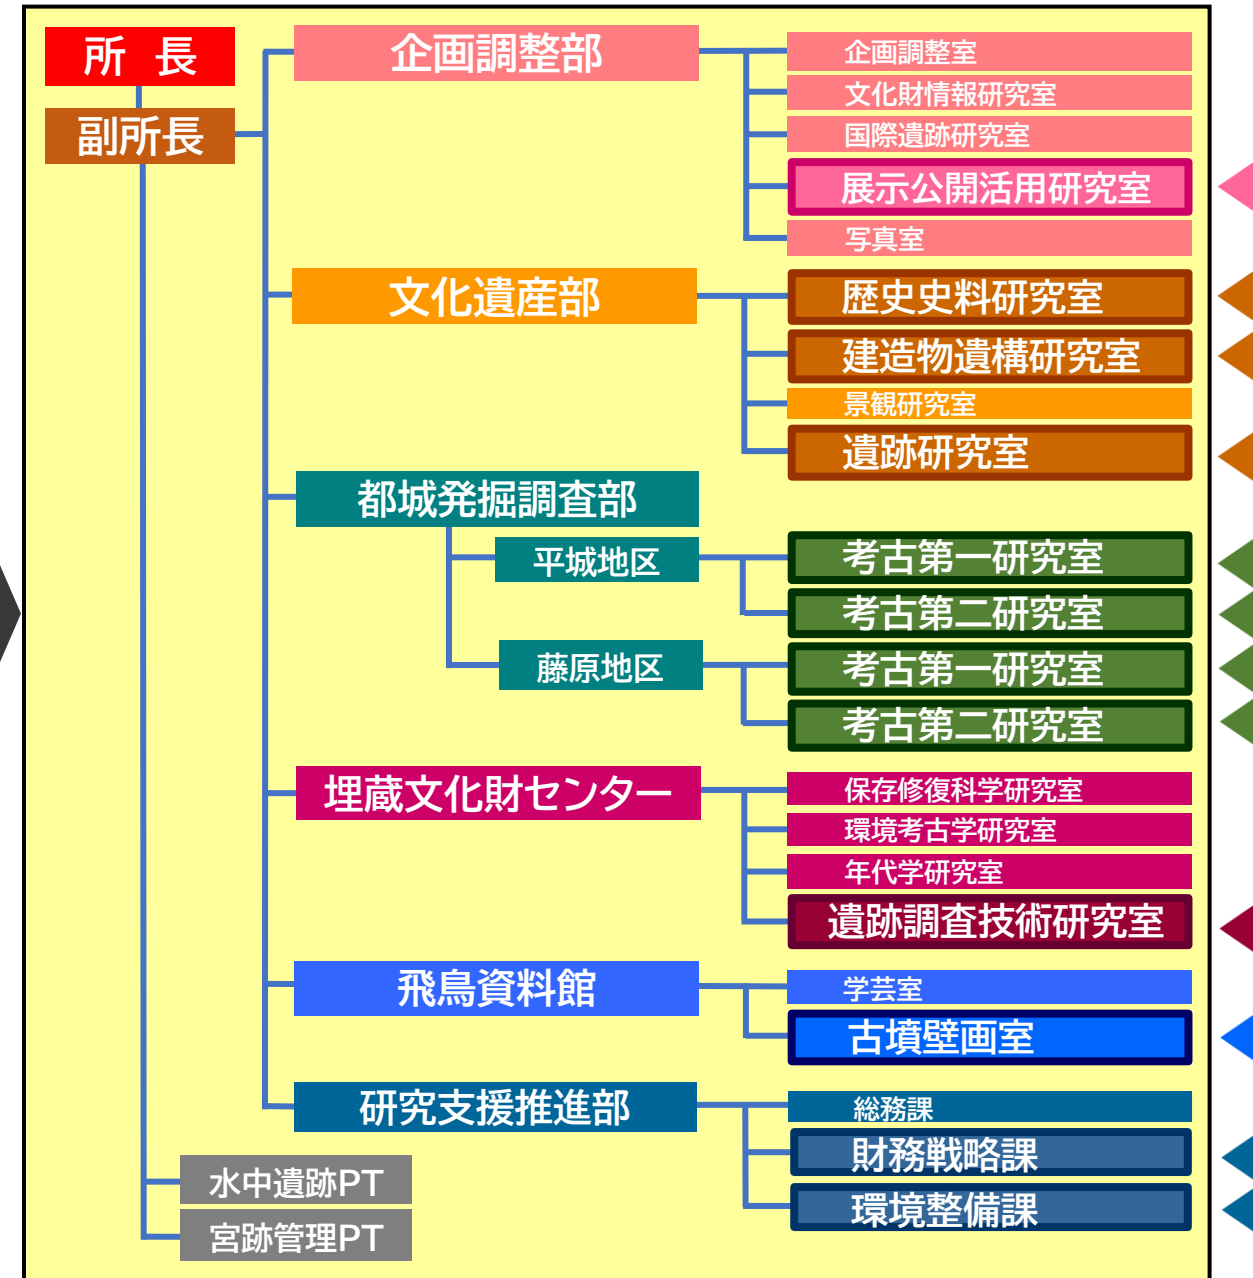 所 長
副所長
企画調整部
企画調整室
文化財情報研究室
国際遺跡研究室
展示公開活用研究室
写真室
文化遺産部
歴史史料研究室
建造物遺構研究室
景観研究室
遺跡研究室
都城発掘調査部
平城地区
考古第一研究室
考古第二研究室
藤原地区
考古第一研究室
考古第二研究室
埋蔵文化財センター
保存修復科学研究室
環境考古学研究室
年代学研究室
遺跡調査技術研究室
飛鳥資料館
学芸室
古墳壁画室
研究支援推進部
総務課
財務戦略課
環境整備課
水中遺跡PT
宮跡管理PT